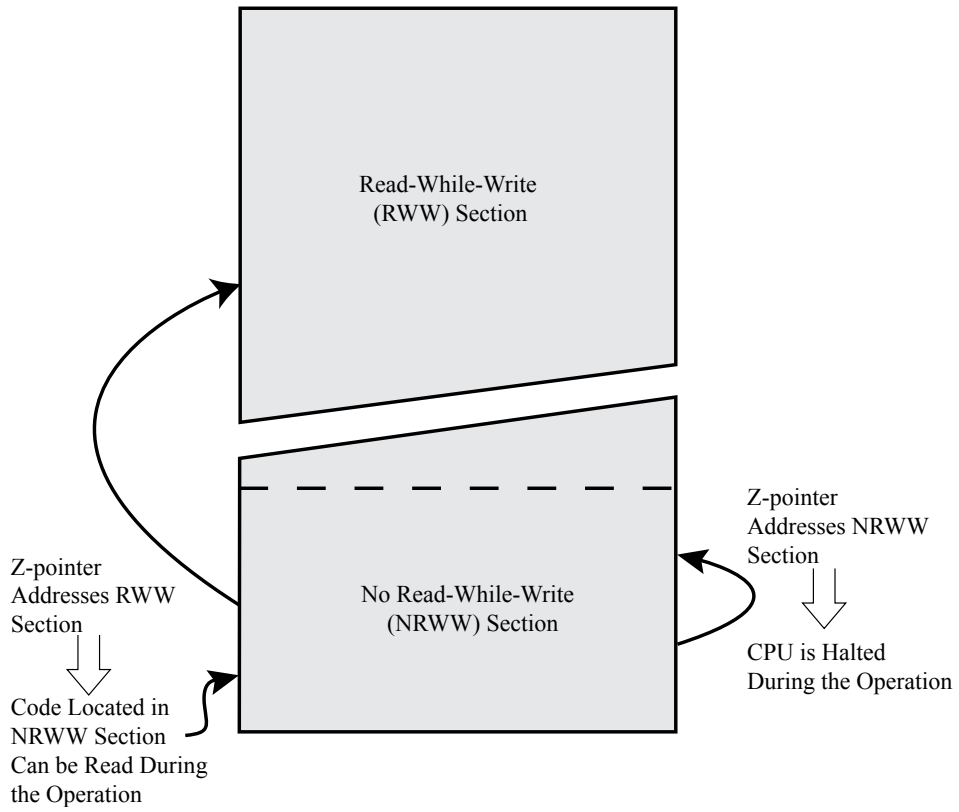 Read-While-Write
(RWW) Section
Z-pointer
Addresses NRWW
Section
Z-pointer
Addresses RWW
Section
No Read-While-Write
(NRWW) Section
CPU is Halted
During the Operation
Code Located in
NRWW Section
Can be Read During
the Operation